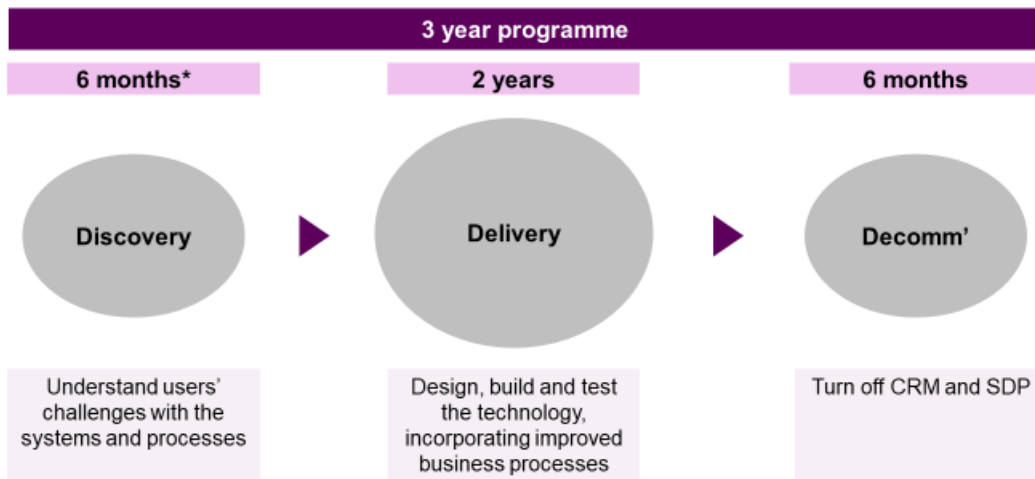 3 year programme
6 months*
2 years
6 months
Discovery
Delivery
Decomm’
Understand users’
challenges with the
systems and processes
Design, build and test
the technology,
incorporating improved
business processes
Turn off CRM and SDP